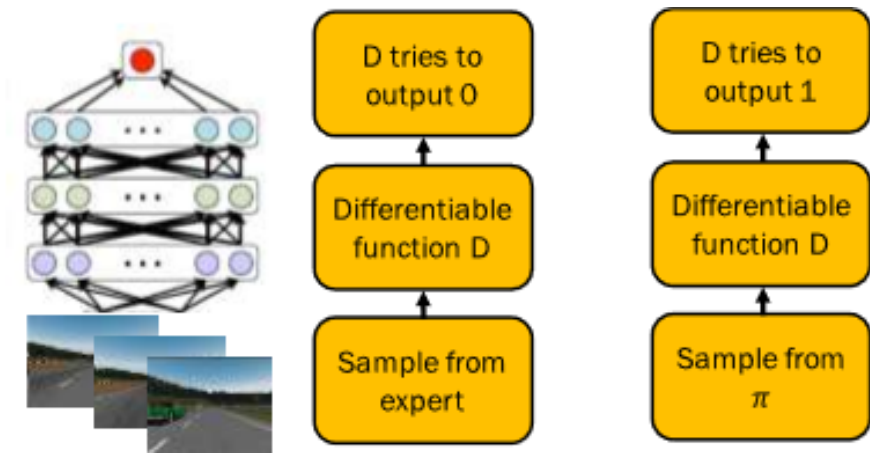 D tries to
output 0
Differentiable
function D
Sample from
expert
D tries to
output 1
Differentiable
function D
Sample from
π